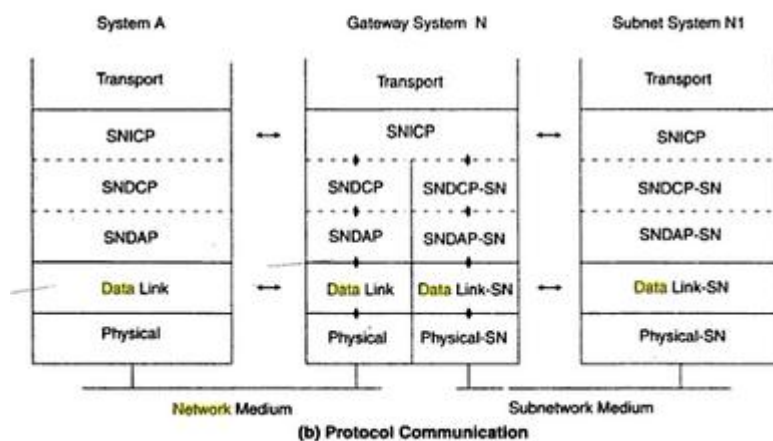 System A Gateway System N Subnet System N1
Transport Transport Transport
SNICP SNICP SNICP
SNDCP SNDCP SNDCP-SN SNDCP-SN
SNDAP SNDAP SNDAP-SN SNDAP-SN
Data Link Data Link Data Link-SN Data Link-SN
Physical Physical Physical-SN Physical-SN
Network Medium Subnetwork Medium
(b) Protocol Communication